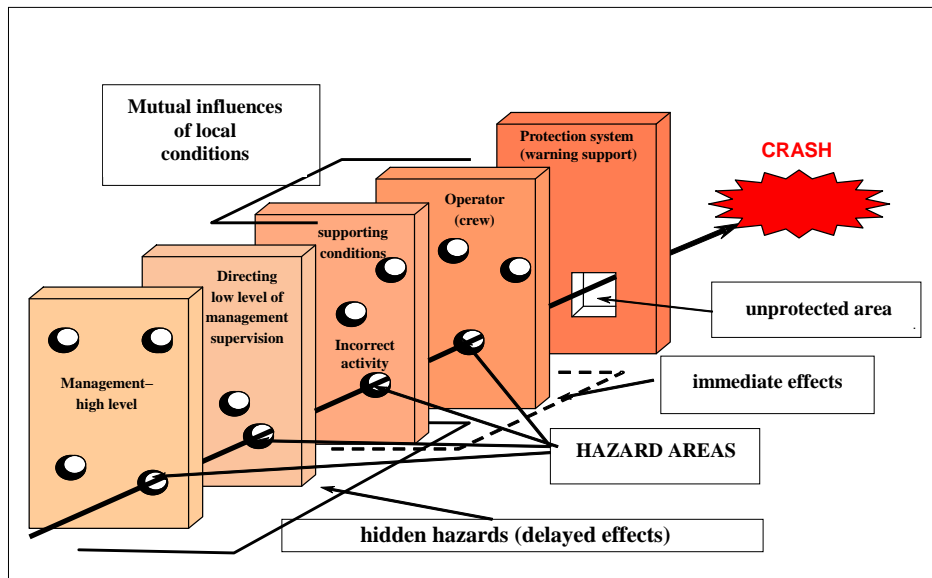 Mutual influences
of local
conditions
Protection system
(warning support)
CRASH
Operator
(crew)
supporting
conditions
Incorrect
activity
Directing
low level of
management
supervision
Management–
high level
unprotected area
.
immediate effects
HAZARD AREAS
hidden hazards (delayed effects)